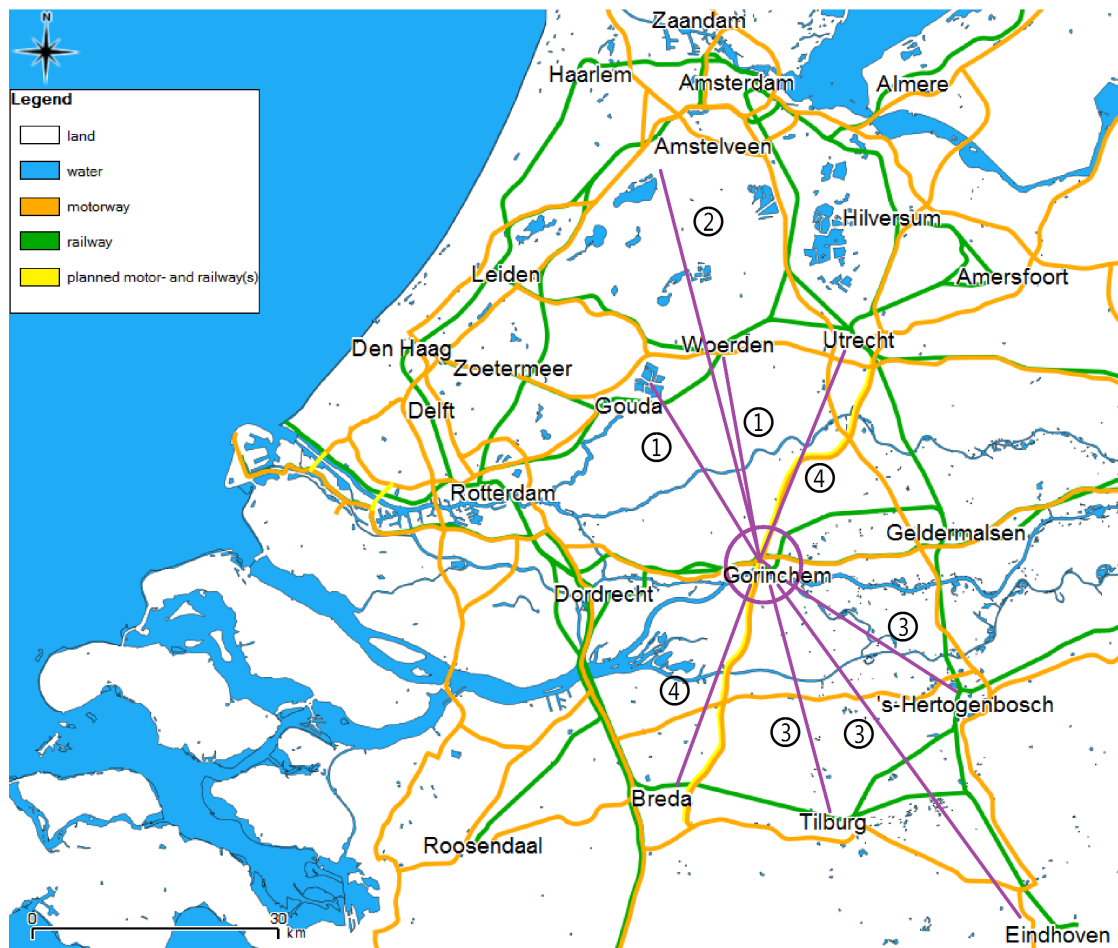 N
Zaandam
Haarlem
Amsterdam
Almere
Legend
land
water
motorway
railway
planned motor- and railway(s)
Amstelveen
②
Hilversum
Leiden
Amersfoort
Den Haag
Woerden
Utrecht
Zoetermeer
Delft
Gouda
①
①
④
Rotterdam
Geldermalsen
Gorinchem
Dordrecht
③
④
's-Hertogenbosch
③
③
Breda
Tilburg
Roosendaal
0 30
km
Eindhoven